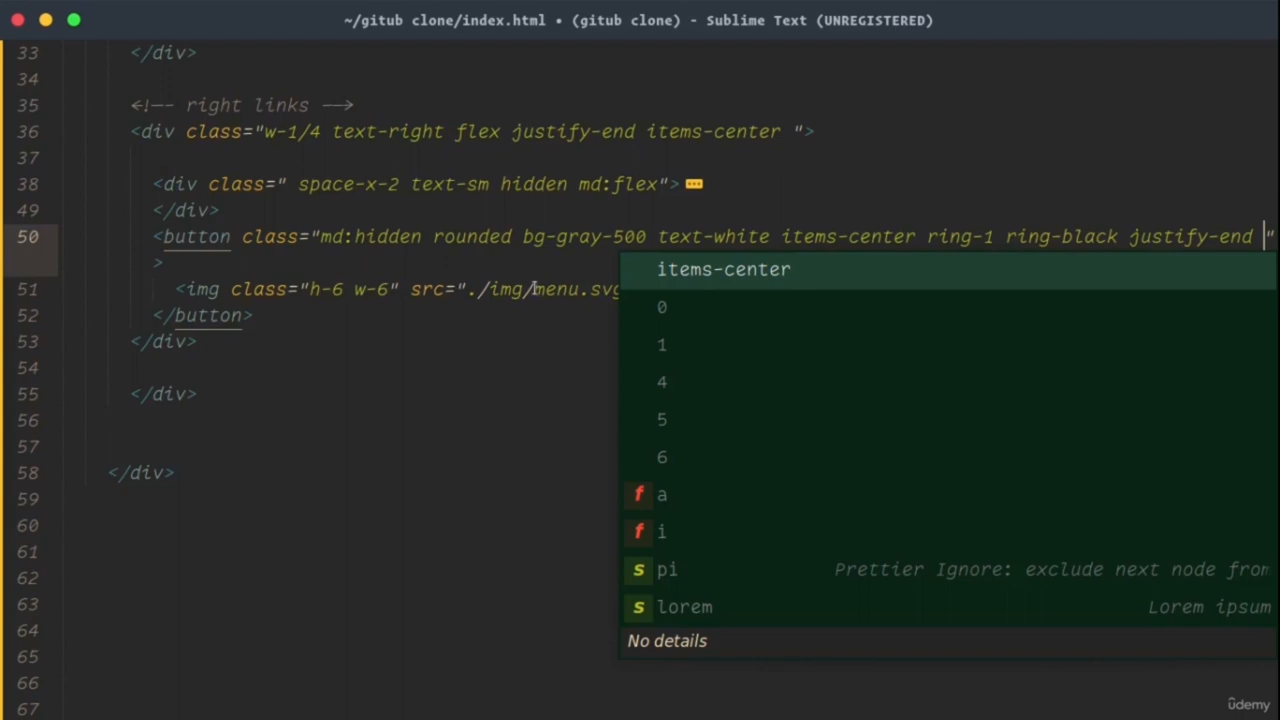 ~/gitub clone/index.html • (gitub clone) - Sublime Text (UNREGISTERED)
33 </div>
34
35 <!-- right links -->
36 <div class="w-1/4 text-right flex justify-end items-center ">
37
38 <div class=" space-x-2 text-sm hidden md:flex">
49 </div>
50 <button class="md:hidden rounded bg-gray-500 text-white items-center ring-1 ring-black justify-end "
>
51 <img class="h-6 w-6" src="./img/menu.svg
52 </button>
53 </div>
54
55 </div>
56
57
58 </div>
59
60
61
62
63
64
65
66
67
items-center
0
1
4
5
6
f a
f i
s pi Prettier Ignore: exclude next node from
s lorem Lorem ipsum
No details
ûdemy